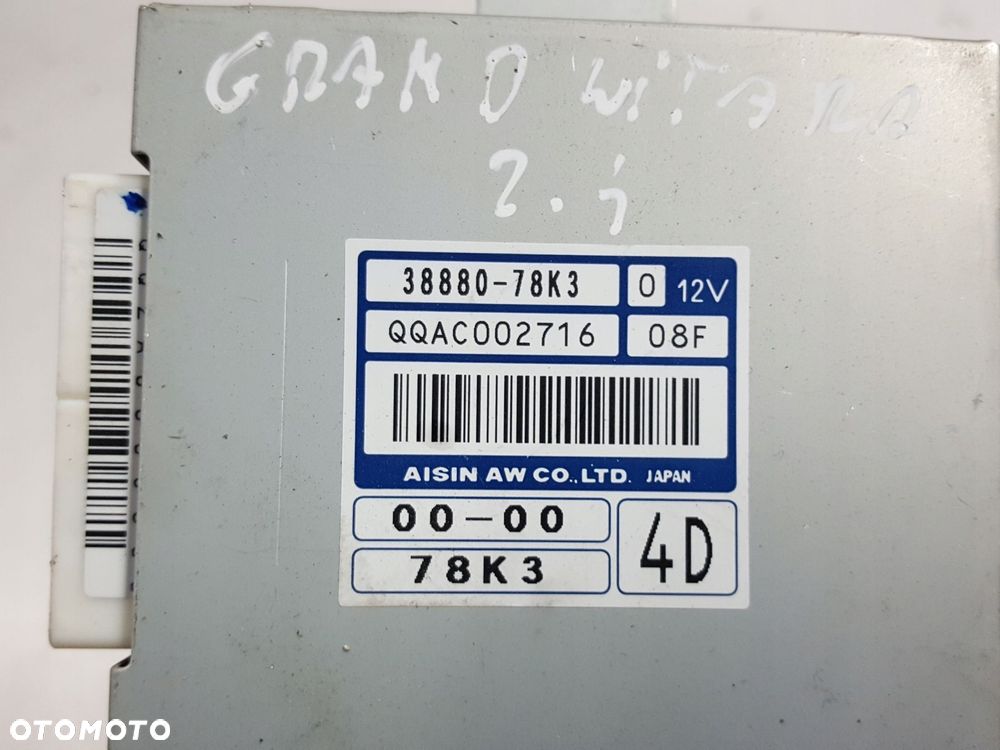 GRAND WiTARA
2.i
38880-78K3 0 12V
QQAC002716 08F
AISIN AW CO.,LTD. JAPAN
00-00
78K3
4D
OTOMOTO